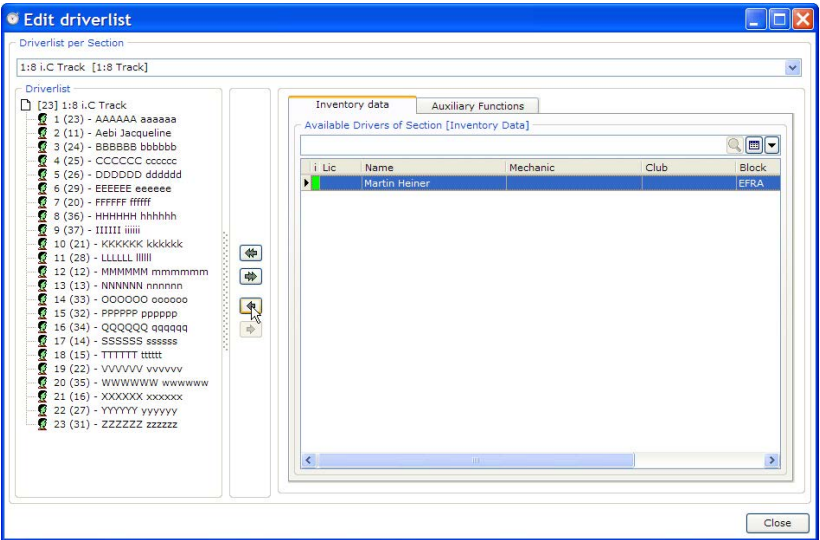 Edit driverlist
Driverlist per Section
1:8 i.C Track [1:8 Track]
Driverlist
[23] 1:8 i.C Track
1 (23) - AAAAAA aaaaaa
2 (11) - Aebi Jacqueline
3 (24) - BBBBBB bbbbbb
4 (25) - CCCCCC cccccc
5 (26) - DDDDDD dddddd
6 (29) - EEEEEE eeeeee
7 (20) - FFFFFF ffffff
8 (36) - HHHHHH hhhhhh
9 (37) - IIIIII iiiiii
10 (21) - KKKKKK kkkkkk
11 (28) - LLLLLL llllll
12 (12) - MMMMMM mmmmmm
13 (13) - NNNNNN nnnnnn
14 (33) - OOOOOO oooooo
15 (32) - PPPPPP pppppp
16 (34) - QQQQQQ qqqqqq
17 (14) - SSSSSS ssssss
18 (15) - TTTTTT tttttt
19 (22) - VVVVVV vvvvvv
20 (35) - WWWWWW wwwwww
21 (16) - XXXXXX xxxxxx
22 (27) - YYYYYY yyyyyy
23 (31) - ZZZZZZ zzzzzz
Inventory data Auxiliary Functions
Available Drivers of Section [Inventory Data]
i Lic Name Mechanic Club Block
Martin Heiner EFRA
Close